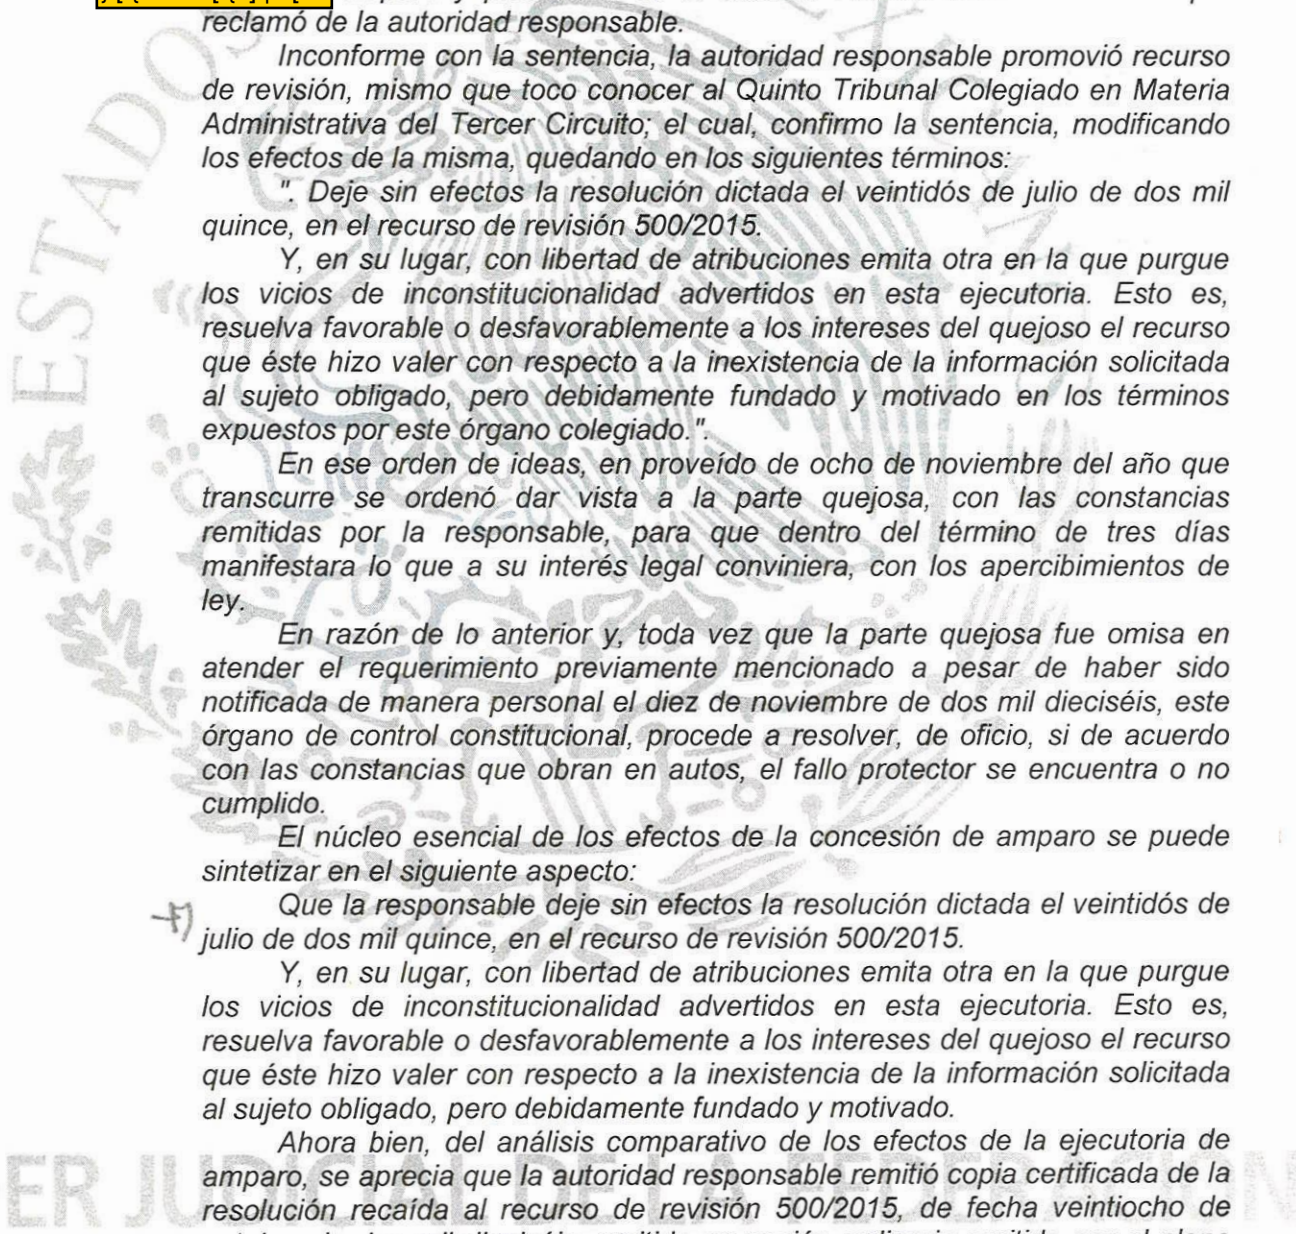 reclamó de la autoridad responsable.
Inconforme con la sentencia, la autoridad responsable promovió recurso
de revisión, mismo que toco conocer al Quinto Tribunal Colegiado en Materia
Administrativa del Tercer Circuito; el cual, confirmo la sentencia, modificando
los efectos de la misma, quedando en los siguientes términos:
". Deje sin efectos la resolución dictada el veintidós de julio de dos mil
quince, en el recurso de revisión 500/2015.
Y, en su lugar, con libertad de atribuciones emita otra en la que purgue
los vicios de inconstitucionalidad advertidos en esta ejecutoria. Esto es,
resuelva favorable o desfavorablemente a los intereses del quejoso el recurso
que éste hizo valer con respecto a la inexistencia de la información solicitada
al sujeto obligado, pero debidamente fundado y motivado en los términos
expuestos por este órgano colegiado.".
En ese orden de ideas, en proveído de ocho de noviembre del año que
transcurre se ordenó dar vista a la parte quejosa, con las constancias
remitidas por la responsable, para que dentro del término de tres días
manifestara lo que a su interés legal conviniera, con los apercibimientos de
ley.
En razón de lo anterior y, toda vez que la parte quejosa fue omisa en
atender el requerimiento previamente mencionado a pesar de haber sido
notificada de manera personal el diez de noviembre de dos mil dieciséis, este
órgano de control constitucional, procede a resolver, de oficio, si de acuerdo
con las constancias que obran en autos, el fallo protector se encuentra o no
cumplido.
El núcleo esencial de los efectos de la concesión de amparo se puede
sintetizar en el siguiente aspecto:
Que la responsable deje sin efectos la resolución dictada el veintidós de
julio de dos mil quince, en el recurso de revisión 500/2015.
Y, en su lugar, con libertad de atribuciones emita otra en la que purgue
los vicios de inconstitucionalidad advertidos en esta ejecutoria. Esto es,
resuelva favorable o desfavorablemente a los intereses del quejoso el recurso
que éste hizo valer con respecto a la inexistencia de la información solicitada
al sujeto obligado, pero debidamente fundado y motivado.
Ahora bien, del análisis comparativo de los efectos de la ejecutoria de
amparo, se aprecia que la autoridad responsable remitió copia certificada de la
resolución recaída al recurso de revisión 500/2015, de fecha veintiocho de
ESTADOS
ER JUDICIAL DE LA FEDERACION